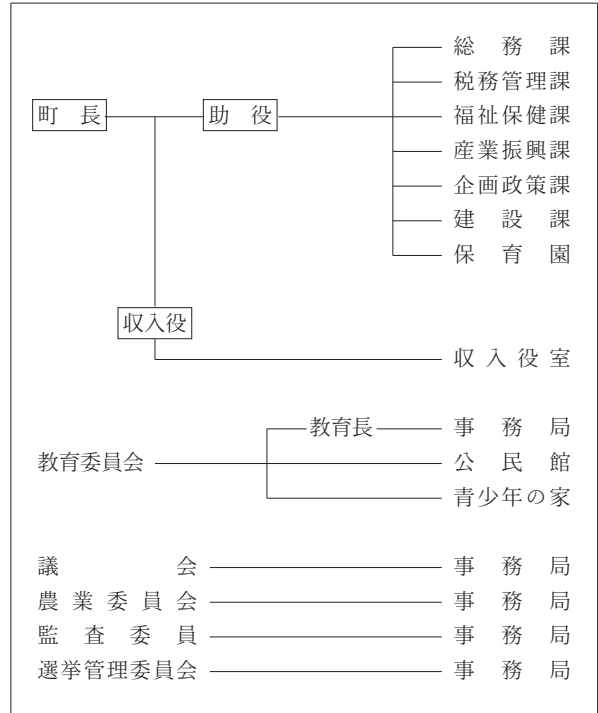 総務課
税務管理課
町長 助役 福祉保健課
産業振興課
企画政策課
建設課
保育園
収入役
収入役室
教育長 事務局
教育委員会 公民館
青少年の家
議会 事務局
農業委員会 事務局
監査委員 事務局
選挙管理委員会 事務局